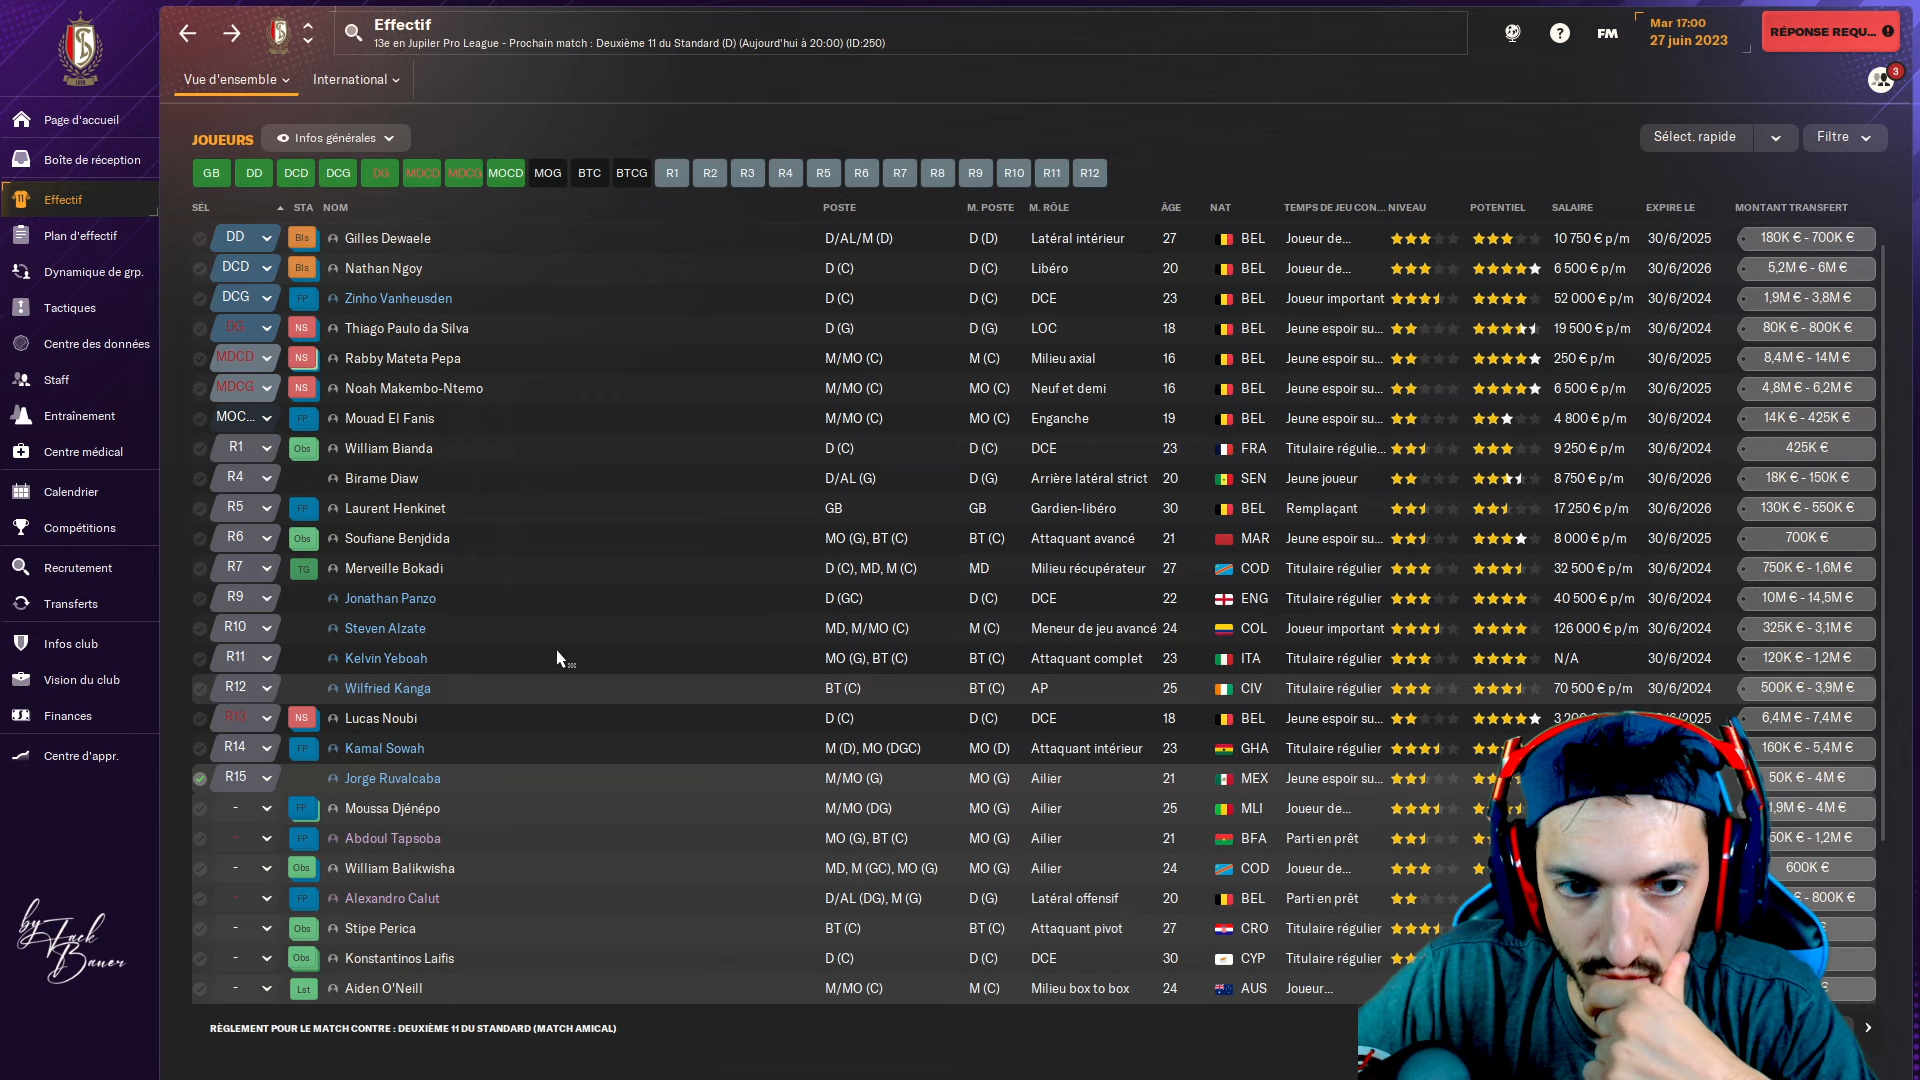 Effectif
13e en Jupiler Pro League - Prochain match : Deuxième 11 du Standard (D) (Aujourd'hui à 20:00) (ID:250)
FM
Mar 17:00
27 juin 2023
RÉPONSE REQU...
3
Vue d'ensemble
International
Page d'accueil
Boîte de réception
Effectif
Plan d'effectif
Dynamique de grp.
Tactiques
Centre des données
Staff
Entraînement
Centre médical
Calendrier
Compétitions
Recrutement
Transferts
Infos club
Vision du club
Finances
Centre d'appr.
by Jack Bauer
JOUEURS Infos générales
Sélect. rapide
Filtre
GB DD DCD DCG DG MDCD MDCG MOCD MOG BTC BTCG R1 R2 R3 R4 R5 R6 R7 R8 R9 R10 R11 R12
SÉL STA NOM POSTE M. POSTE M. RÔLE ÂGE NAT TEMPS DE JEU CON... NIVEAU POTENTIEL SALAIRE EXPIRE LE MONTANT TRANSFERT
DD Bls Gilles Dewaele D/AL/M (D) D (D) Latéral intérieur 27 BEL Joueur de... 10 750 € p/m 30/6/2025 180K € - 700K €
DCD Bls Nathan Ngoy D (C) D (C) Libéro 20 BEL Joueur de... 6 500 € p/m 30/6/2026 5,2M € - 6M €
DCG FP Zinho Vanheusden D (C) D (C) DCE 23 BEL Joueur important 52 000 € p/m 30/6/2024 1,9M € - 3,8M €
DG NS Thiago Paulo da Silva D (G) D (G) LOC 18 BEL Jeune espoir su... 19 500 € p/m 30/6/2024 80K € - 800K €
MDCD NS Rabby Mateta Pepa M/MO (C) M (C) Milieu axial 16 BEL Jeune espoir su... 250 € p/m 30/6/2025 8,4M € - 14M €
MDCG NS Noah Makembo-Ntemo M/MO (C) MO (C) Neuf et demi 16 BEL Jeune espoir su... 6 500 € p/m 30/6/2025 4,8M € - 6,2M €
MOC... FP Mouad El Fanis M/MO (C) MO (C) Enganche 19 BEL Jeune espoir su... 4 800 € p/m 30/6/2024 14K € - 425K €
R1 Obs William Bianda D (C) D (C) DCE 23 FRA Titulaire régulie... 9 250 € p/m 30/6/2024 425K €
R4 Birame Diaw D/AL (G) D (G) Arrière latéral strict 20 SEN Jeune joueur 8 750 € p/m 30/6/2026 18K € - 150K €
R5 FP Laurent Henkinet GB GB Gardien-libéro 30 BEL Remplaçant 17 250 € p/m 30/6/2026 130K € - 550K €
R6 Obs Soufiane Benjdida MO (G), BT (C) BT (C) Attaquant avancé 21 MAR Jeune espoir su... 8 000 € p/m 30/6/2025 700K €
R7 TG Merveille Bokadi D (C), MD, M (C) MD Milieu récupérateur 27 COD Titulaire régulier 32 500 € p/m 30/6/2024 750K € - 1,6M €
R9 Jonathan Panzo D (GC) D (C) DCE 22 ENG Titulaire régulier 40 500 € p/m 30/6/2024 10M € - 14,5M €
R10 Steven Alzate MD, M/MO (C) M (C) Meneur de jeu avancé 24 COL Joueur important 126 000 € p/m 30/6/2024 325K € - 3,1M €
R11 Kelvin Yeboah MO (G), BT (C) BT (C) Attaquant complet 23 ITA Titulaire régulier N/A 30/6/2024 120K € - 1,2M €
R12 Wilfried Kanga BT (C) BT (C) AP 25 CIV Titulaire régulier 70 500 € p/m 30/6/2024 500K € - 3,9M €
R13 NS Lucas Noubi D (C) D (C) DCE 18 BEL Jeune espoir su... 6,4M € - 7,4M €
R14 FP Kamal Sowah M (D), MO (DGC) MO (D) Attaquant intérieur 23 GHA Titulaire régulier 160K € - 5,4M €
R15 Jorge Ruvalcaba M/MO (G) MO (G) Ailier 21 MEX Jeune espoir su... 50K € - 4M €
- FP Moussa Djénépo M/MO (DG) MO (G) Ailier 25 MLI Joueur de... 1,9M € - 4M €
- FP Abdoul Tapsoba MO (G), BT (C) MO (G) Ailier 21 BFA Parti en prêt 50K € - 1,2M €
- Obs William Balikwisha MD, M (GC), MO (G) MO (G) Ailier 24 COD Joueur de... 600K €
- FP Alexandro Calut D/AL (DG), M (G) D (G) Latéral offensif 20 BEL Parti en prêt € - 800K €
- Obs Stipe Perica BT (C) BT (C) Attaquant pivot 27 CRO Titulaire régulier
- Obs Konstantinos Laifis D (C) D (C) DCE 30 CYP Titulaire régulier
- Lst Aiden O'Neill M/MO (C) M (C) Milieu box to box 24 AUS Joueur...
RÈGLEMENT POUR LE MATCH CONTRE : DEUXIÈME 11 DU STANDARD (MATCH AMICAL)